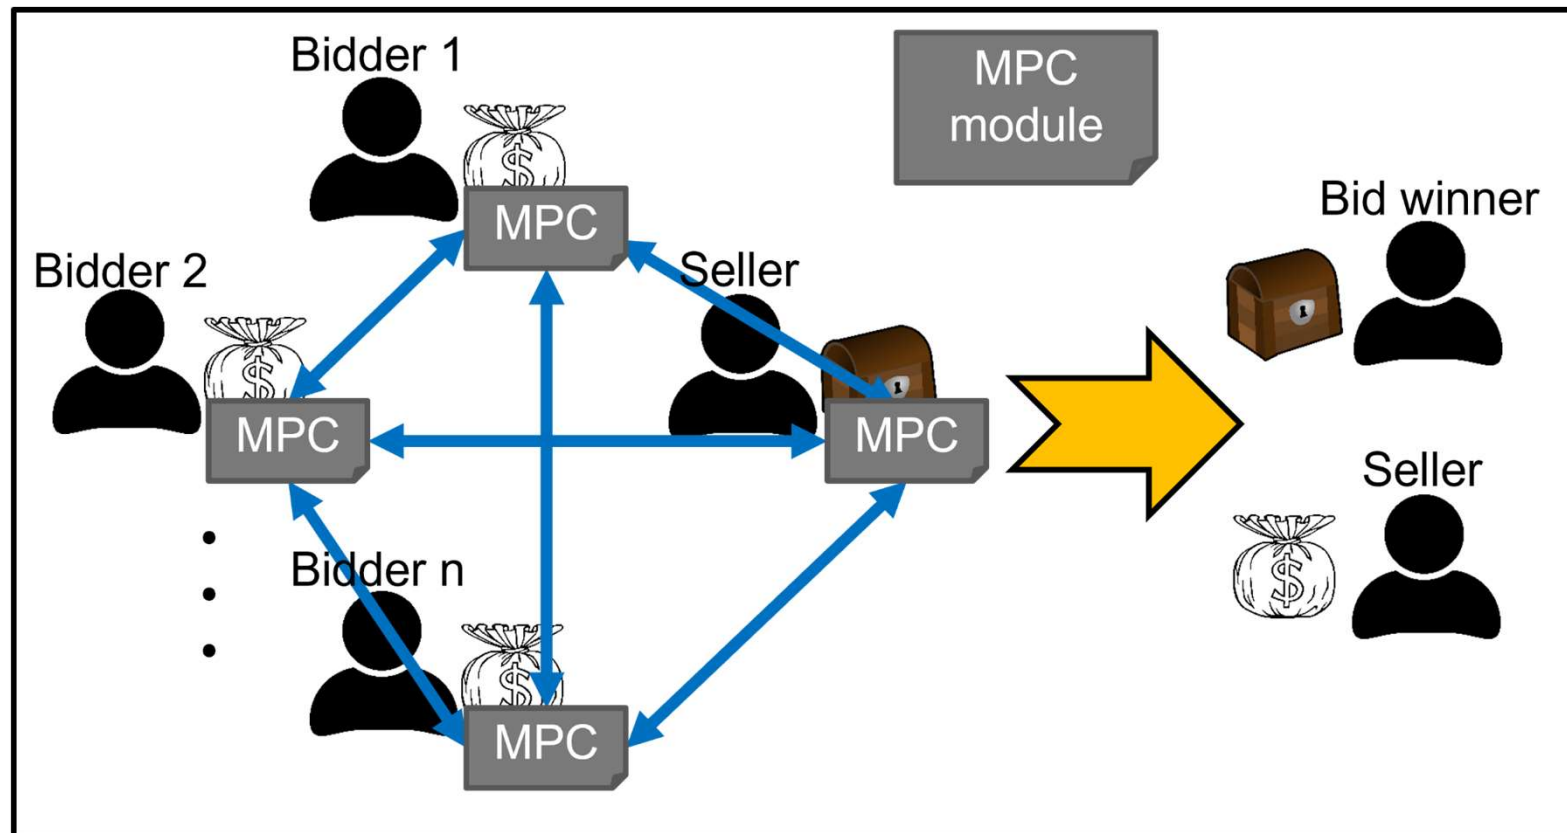 Bidder 1
MPC
module
MPC
Bid winner
Bidder 2
Seller
MPC
MPC
Seller
Bidder n
MPC